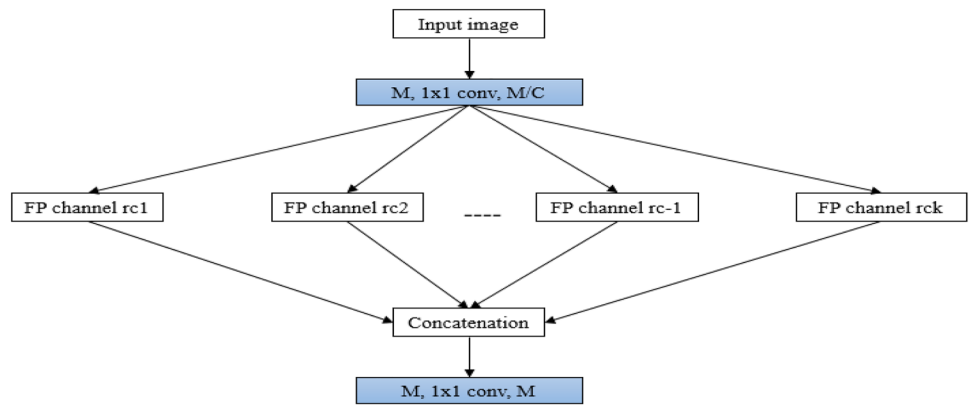 Input image
M, 1x1 conv, M/C
FP channel rc1
FP channel rc2
----
FP channel rc-1
FP channel rck
Concatenation
M, 1x1 conv, M